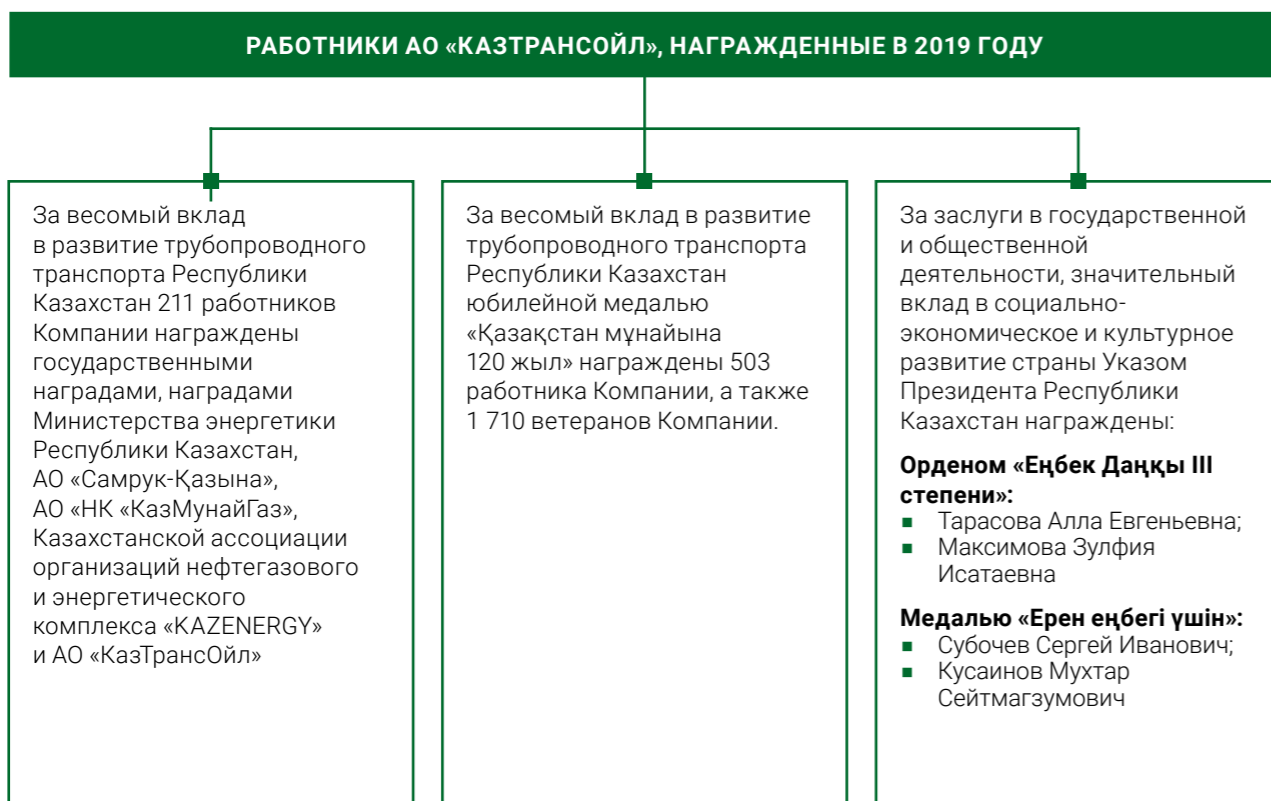 РАБОТНИКИ АО «КАЗТРАНСОЙЛ», НАГРАЖДЕННЫЕ В 2019 ГОДУ
За весомый вклад
в развитие трубопроводного
транспорта Республики
Казахстан 211 работников
Компании награждены
государственными
наградами, наградами
Министерства энергетики
Республики Казахстан,
АО «Самрук-Қазына»,
АО «НК «КазМунайГаз»,
Казахстанской ассоциации
организаций нефтегазового
и энергетического
комплекса «KAZENERGY»
и АО «КазТрансОйл»
За весомый вклад в развитие
трубопроводного транспорта
Республики Казахстан
юбилейной медалью
«Қазақстан мұнайына
120 жыл» награждены 503
работника Компании, а также
1 710 ветеранов Компании.
За заслуги в государственной
и общественной
деятельности, значительный
вклад в социально-
экономическое и культурное
развитие страны Указом
Президента Республики
Казахстан награждены:
Орденом «Еңбек Даңқы III
степени»:
▪ Тарасова Алла Евгеньевна;
▪ Максимова Зулфия
Исатаевна
Медалью «Ерен еңбегі үшін»:
▪ Субочев Сергей Иванович;
▪ Кусаинов Мухтар
Сейтмагзумович